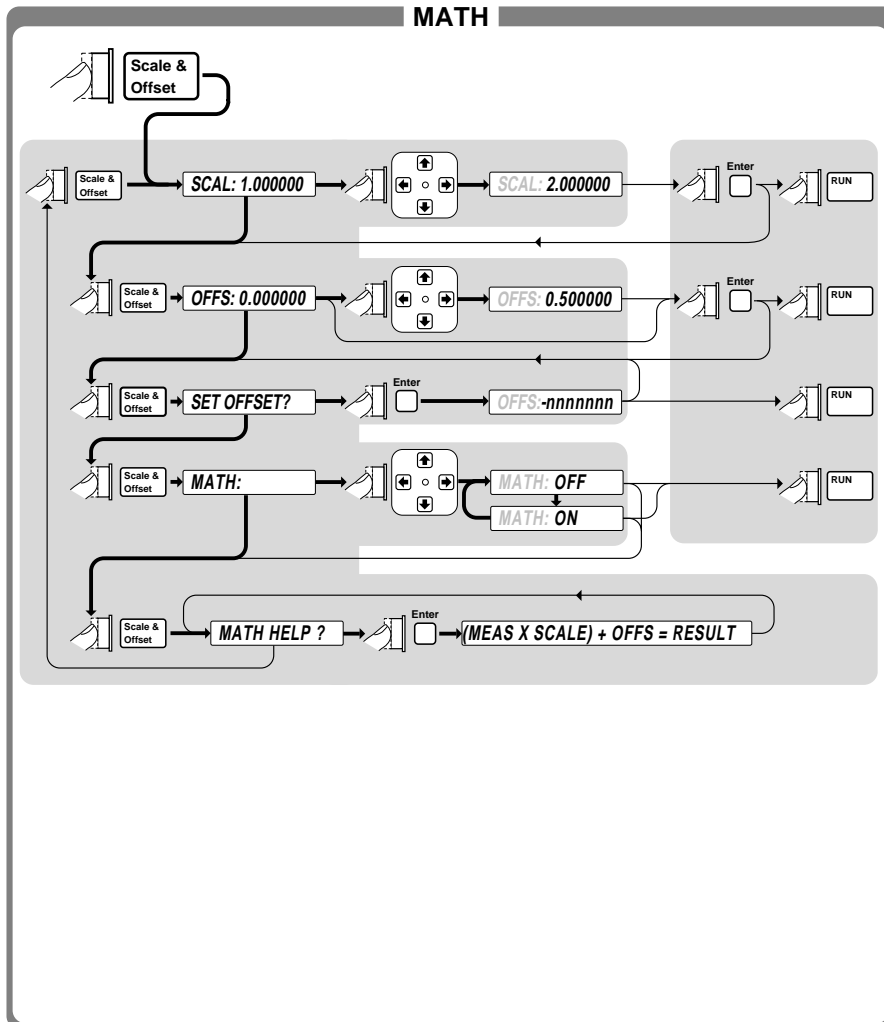 MATH
Scale &
Offset
Scale &
Offset
SCAL: 1.000000
SCAL: 2.000000
Enter
RUN
Scale &
Offset
OFFS: 0.000000
OFFS: 0.500000
Enter
RUN
Scale &
Offset
SET OFFSET?
Enter
OFFS:-nnnnnnn
RUN
Scale &
Offset
MATH:
MATH: OFF
MATH: ON
RUN
Scale &
Offset
MATH HELP ?
Enter
(MEAS X SCALE) + OFFS = RESULT